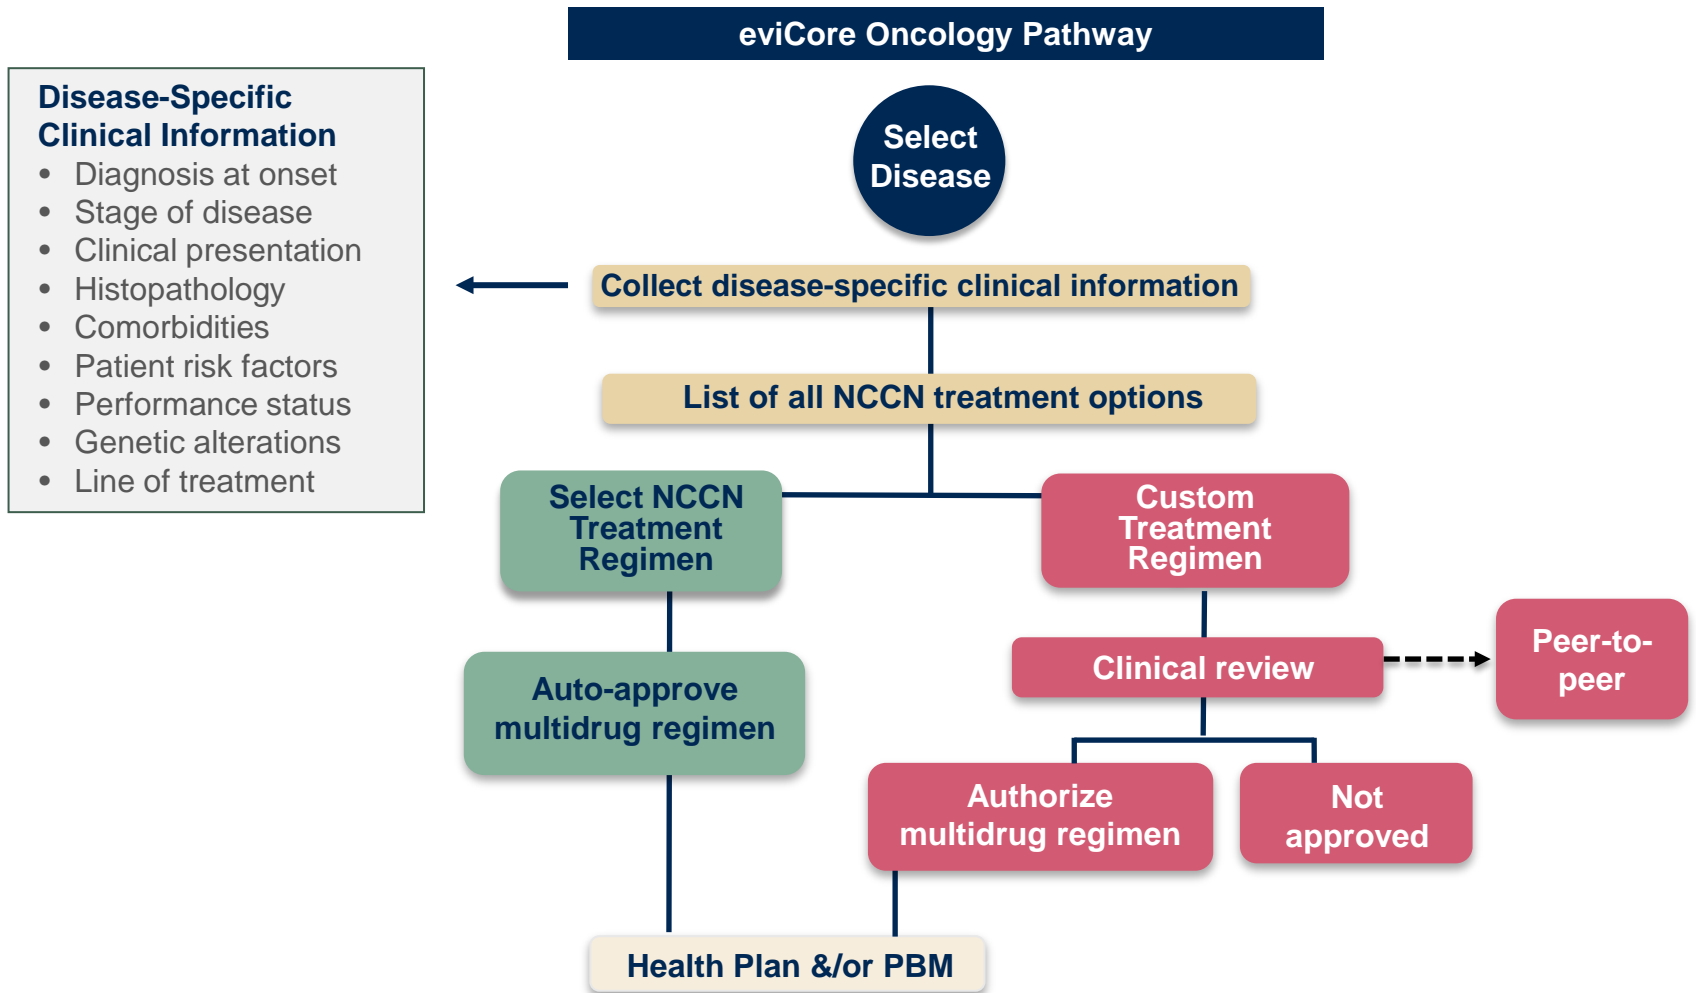 eviCore Oncology Pathway
Disease-Specific
Clinical Information
• Diagnosis at onset
• Stage of disease
• Clinical presentation
• Histopathology
• Comorbidities
• Patient risk factors
• Performance status
• Genetic alterations
• Line of treatment
Select
Disease
Collect disease-specific clinical information
List of all NCCN treatment options
Select NCCN
Treatment
Regimen
Custom
Treatment
Regimen
Auto-approve
multidrug regimen
Clinical review
Peer-to-
peer
Authorize
multidrug regimen
Not
approved
Health Plan &/or PBM